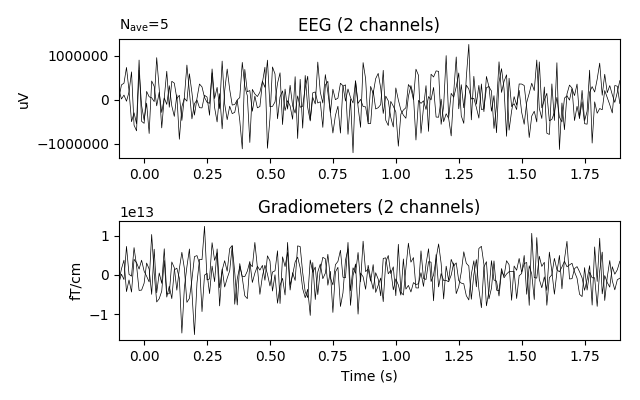 Nave=5
EEG (2 channels)
1000000
0
−1000000
uV
0.00 0.25 0.50 0.75 1.00 1.25 1.50 1.75
1e13
Gradiometers (2 channels)
1
0
−1
fT/cm
0.00 0.25 0.50 0.75 1.00 1.25 1.50 1.75
Time (s)